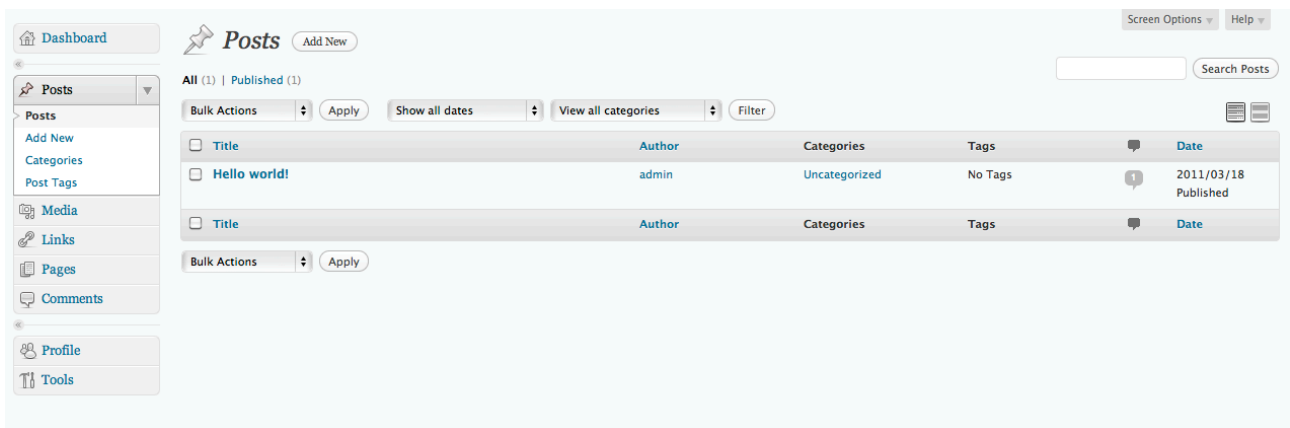 Screen Options Help
Dashboard
Posts
Posts
Add New
Categories
Post Tags
Media
Links
Pages
Comments
Profile
Tools
Posts Add New
Search Posts
All (1) | Published (1)
Bulk Actions Apply Show all dates View all categories Filter
Title Author Categories Tags Date
Hello world! admin Uncategorized No Tags 1 2011/03/18
Published
Title Author Categories Tags Date
Bulk Actions Apply